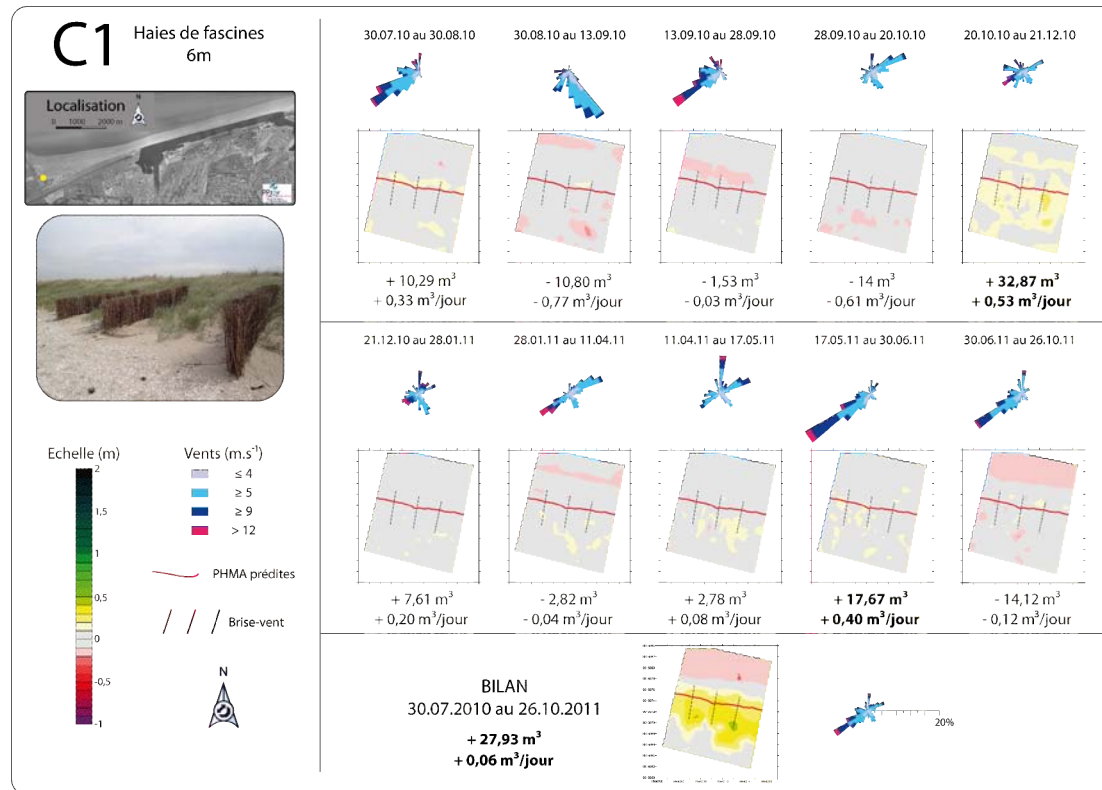 C1
Haies de fascines
6m
Localisation
N
0 1000 2000 m
Echelle (m)
2
1,5
1
0,5
0
-0,5
-1
Vents (m.s⁻¹)
≤ 4
≥ 5
≥ 9
> 12
PHMA prédites
Brise-vent
N
30.07.10 au 30.08.10
+ 10,29 m³
+ 0,33 m³/jour
30.08.10 au 13.09.10
- 10,80 m³
- 0,77 m³/jour
13.09.10 au 28.09.10
- 1,53 m³
- 0,03 m³/jour
28.09.10 au 20.10.10
- 14 m³
- 0,61 m³/jour
20.10.10 au 21.12.10
+ 32,87 m³
+ 0,53 m³/jour
21.12.10 au 28.01.11
+ 7,61 m³
+ 0,20 m³/jour
28.01.11 au 11.04.11
- 2,82 m³
- 0,04 m³/jour
11.04.11 au 17.05.11
+ 2,78 m³
+ 0,08 m³/jour
17.05.11 au 30.06.11
+ 17,67 m³
+ 0,40 m³/jour
30.06.11 au 26.10.11
- 14,12 m³
- 0,12 m³/jour
BILAN
30.07.2010 au 26.10.2011
+ 27,93 m³
+ 0,06 m³/jour
20%